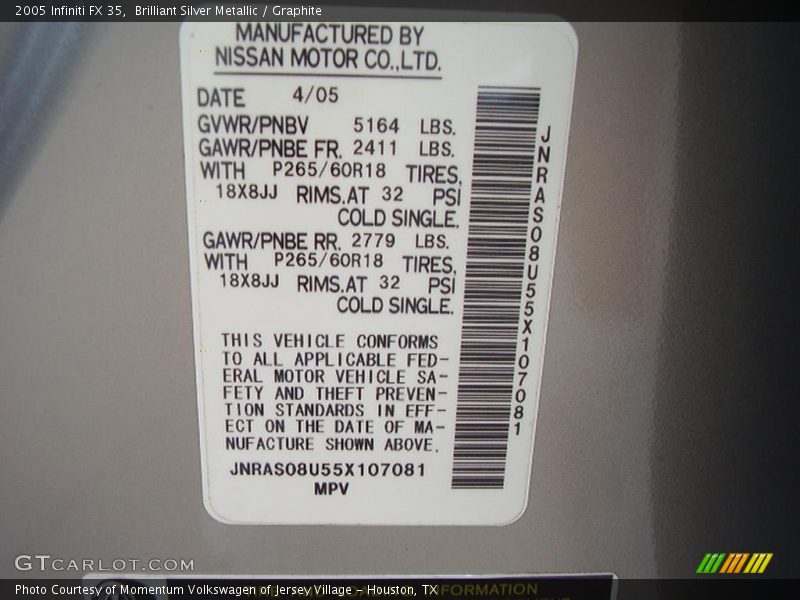 2005 Infiniti FX 35,  Brilliant Silver Metallic / Graphite
MANUFACTURED BY
NISSAN MOTOR CO.,LTD.
DATE 4/05
GVWR/PNBV 5164 LBS.
GAWR/PNBE FR. 2411 LBS.
WITH P265/60R18 TIRES,
18X8JJ RIMS.AT 32 PSI
COLD SINGLE.
GAWR/PNBE RR. 2779 LBS.
WITH P265/60R18 TIRES,
18X8JJ RIMS.AT 32 PSI
COLD SINGLE.
THIS VEHICLE CONFORMS
TO ALL APPLICABLE FED-
ERAL MOTOR VEHICLE SA-
FETY AND THEFT PREVEN-
TION STANDARDS IN EFF-
ECT ON THE DATE OF MA-
NUFACTURE SHOWN ABOVE.
JNRAS08U55X107081
MPV
JNRAS08U55X107081
GTCARLOT.COM
INFORMATION
Photo Courtesy of Momentum Volkswagen of Jersey Village – Houston, TX